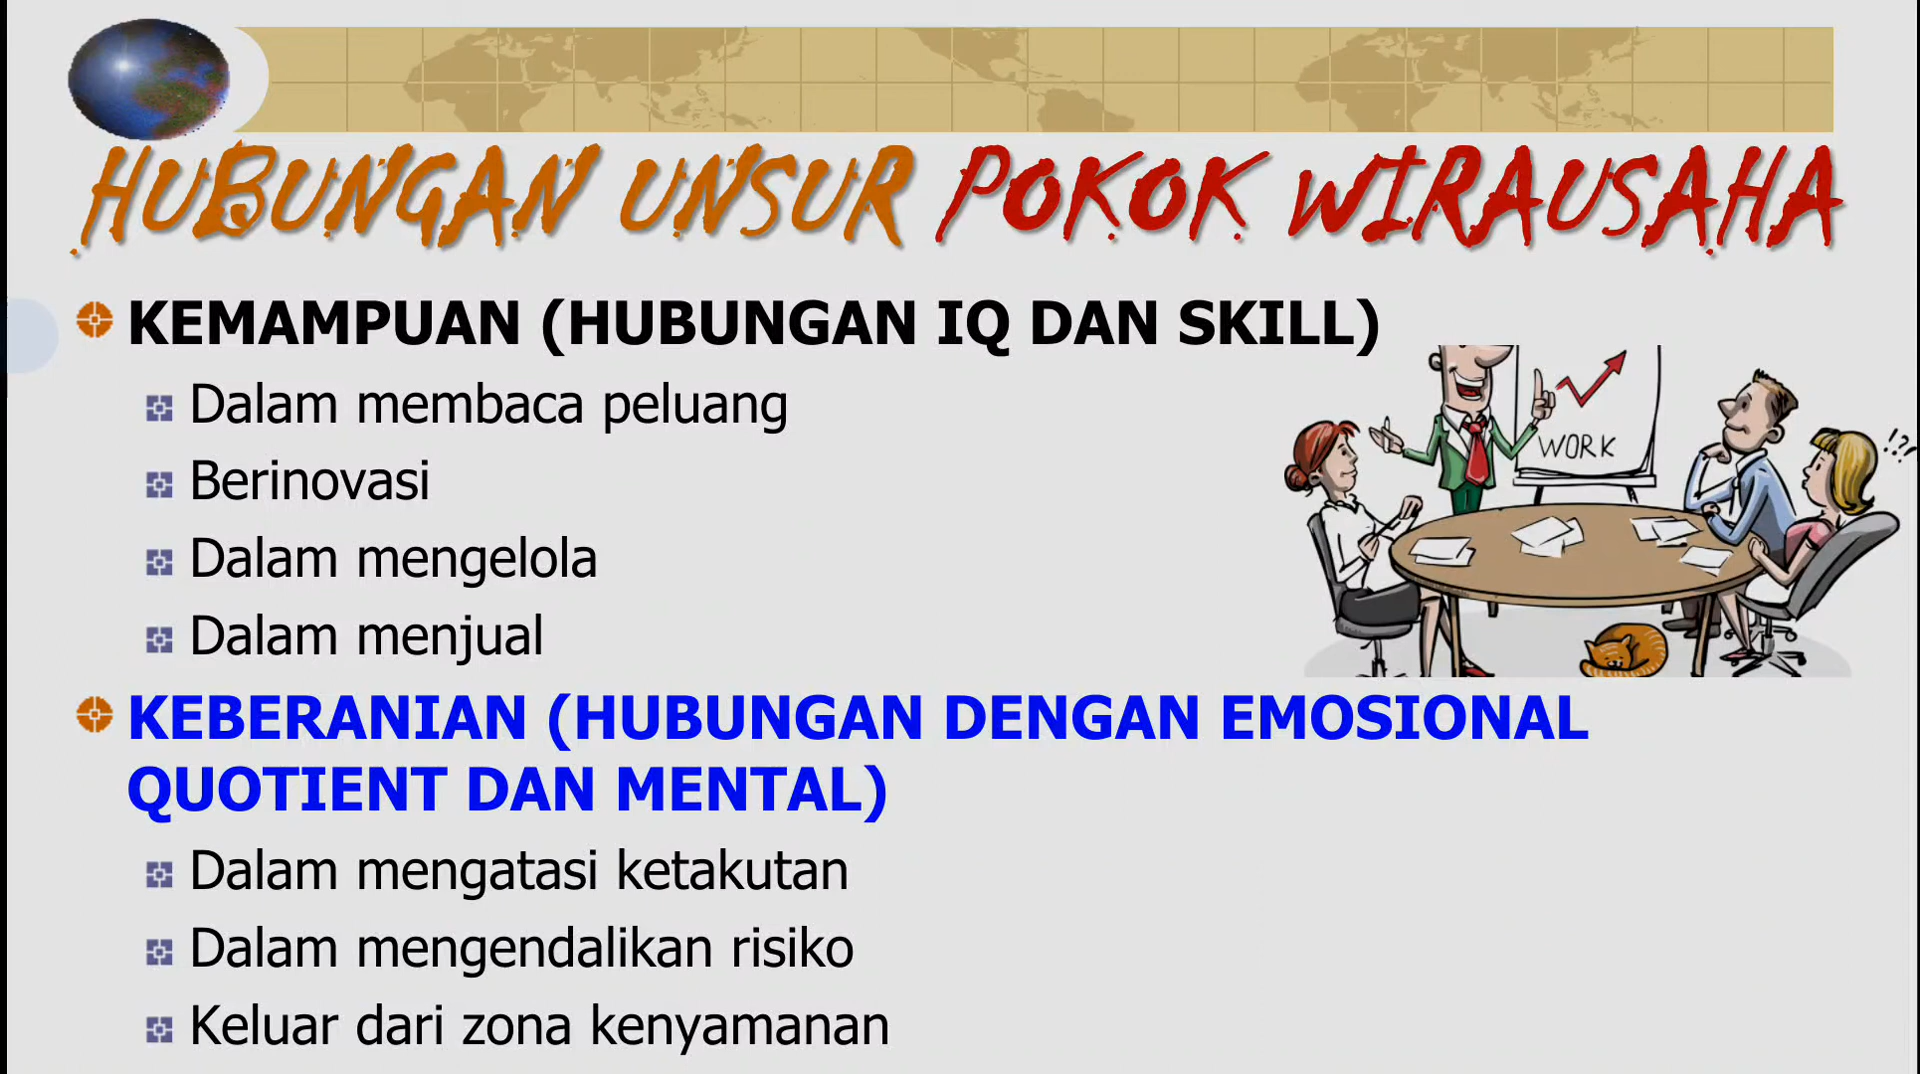 HUBUNGAN UNSUR POKOK WIRAUSAHA
KEMAMPUAN (HUBUNGAN IQ DAN SKILL)
Dalam membaca peluang
Berinovasi
Dalam mengelola
Dalam menjual
WORK
!?
KEBERANIAN (HUBUNGAN DENGAN EMOSIONAL
QUOTIENT DAN MENTAL)
Dalam mengatasi ketakutan
Dalam mengendalikan risiko
Keluar dari zona kenyamanan